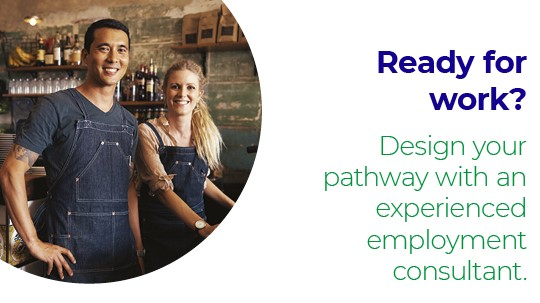 Ready for
work?
Design your
pathway with an
experienced
employment
consultant.